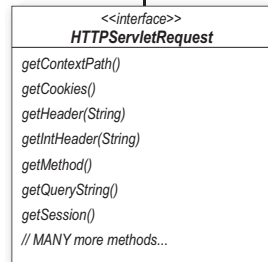 <<interface>>
HTTPServletRequest
getContextPath()
getCookies()
getHeader(String)
getIntHeader(String)
getMethod()
getQueryString()
getSession()
// MANY more methods...